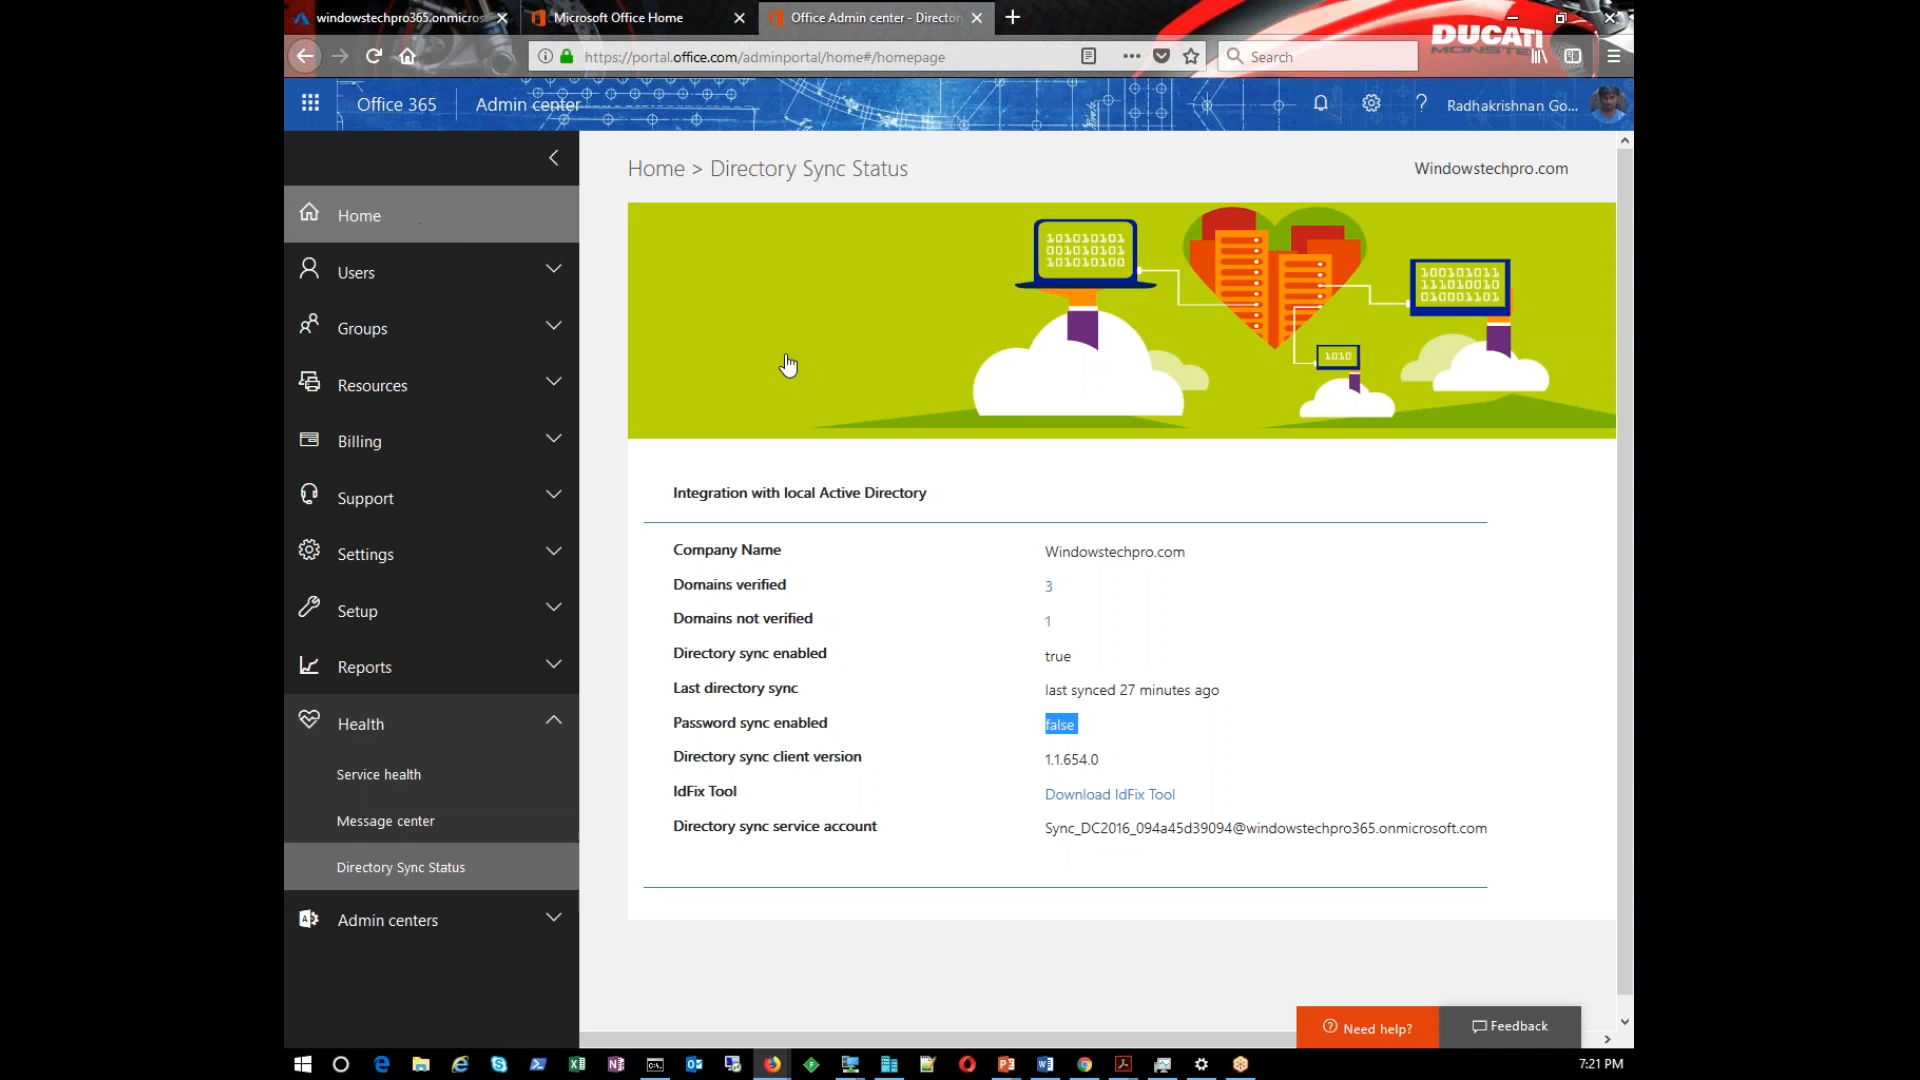 windowstechpro365.onmicros
Microsoft Office Home
Office Admin center - Director
DUCATI
MONSTER
https://portal.office.com/adminportal/home#/homepage
Search
Office 365
Admin center
Radhakrishnan Go...
Home > Directory Sync Status
Windowstechpro.com
Home
Users
Groups
Resources
Billing
Support
Settings
Setup
Reports
Health
Service health
Message center
Directory Sync Status
Admin centers
101010101
001010101
101010100
100101011
111010010
010001101
1010
Integration with local Active Directory
Company Name
Windowstechpro.com
Domains verified
3
Domains not verified
1
Directory sync enabled
true
Last directory sync
last synced 27 minutes ago
Password sync enabled
false
Directory sync client version
1.1.654.0
IdFix Tool
Download IdFix Tool
Directory sync service account
Sync_DC2016_094a45d39094@windowstechpro365.onmicrosoft.com
Need help?
Feedback
7:21 PM